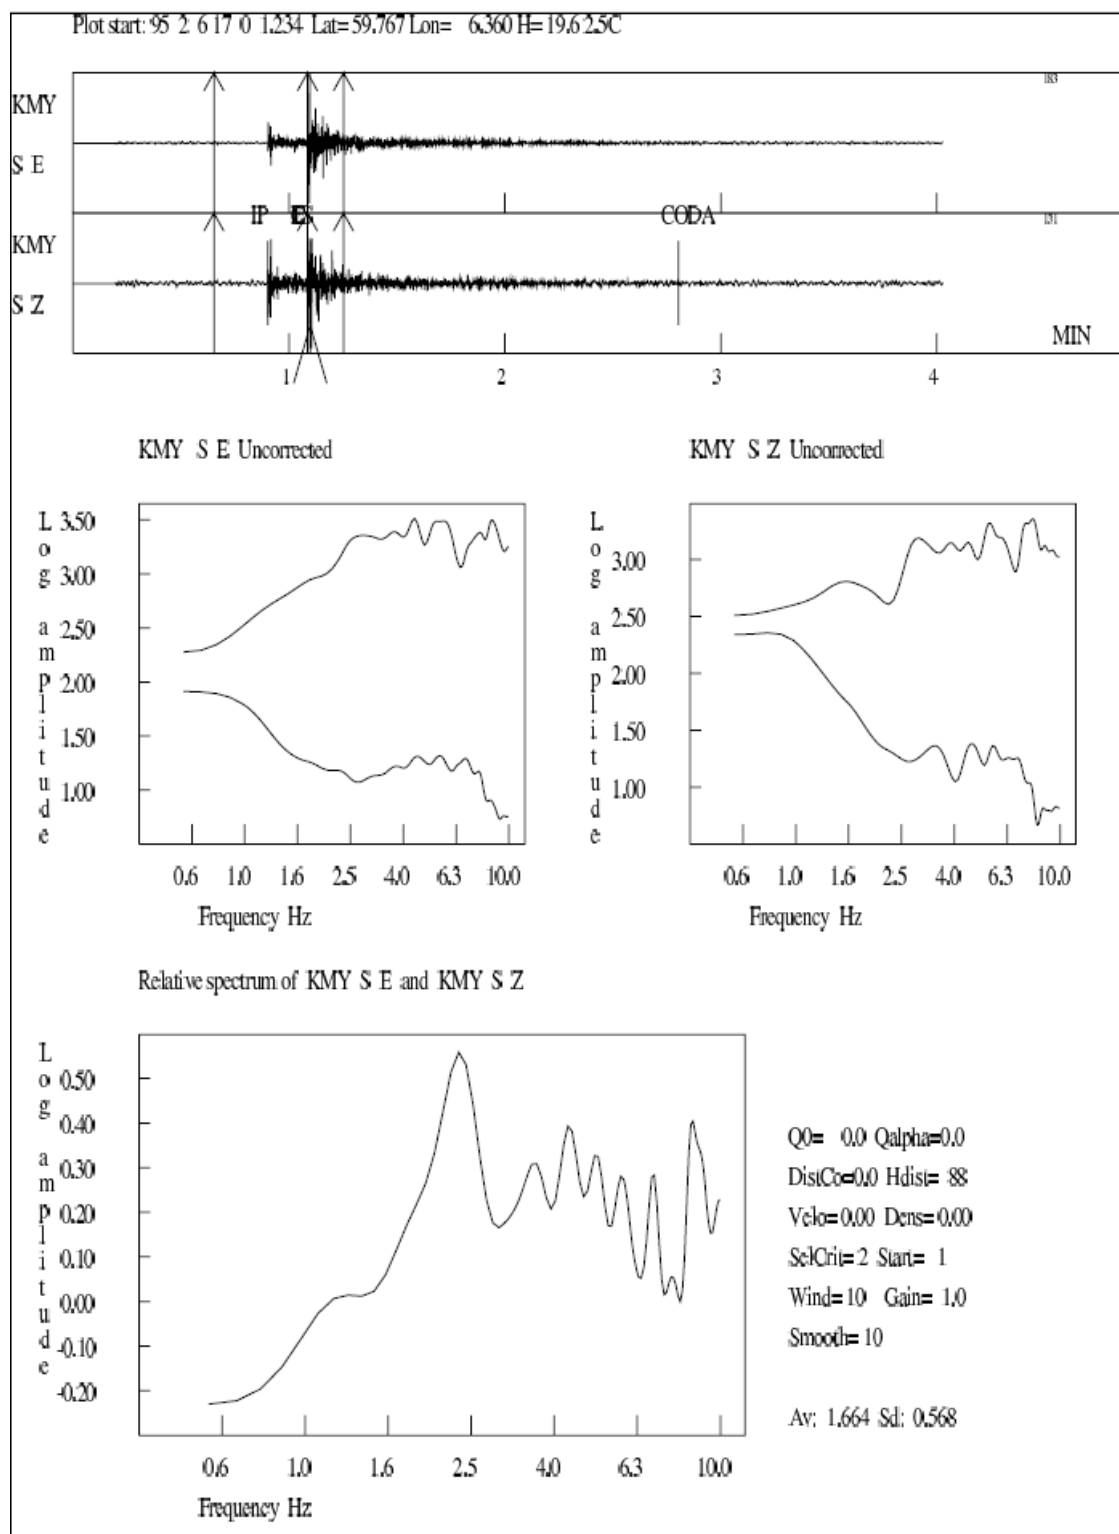 Plot start: 95 2 6 17 0 1.234 Lat= 59.767 Lon= 6.360 H= 19.6 2.5C
KMY
S E
183
IP ES CODA
KMY
S Z
131
MIN
1 2 3 4
KMY S E Uncorrected
Log amplitude
3.50
3.00
2.50
2.00
1.50
1.00
0.6 1.0 1.6 2.5 4.0 6.3 10.0
Frequency Hz
KMY S Z Uncorrected
Log amplitude
3.00
2.50
2.00
1.50
1.00
0.6 1.0 1.6 2.5 4.0 6.3 10.0
Frequency Hz
Relative spectrum of KMY S E and KMY S Z
Log amplitude
0.50
0.40
0.30
0.20
0.10
0.00
-0.10
-0.20
0.6 1.0 1.6 2.5 4.0 6.3 10.0
Frequency Hz
Q0= 0.0 Qalpha=0.0
DistCo=0.0 Hdist= 88
Velo=0.00 Dens=0.00
SelCrit= 2 Start= 1
Wind= 10 Gain= 1.0
Smooth= 10
Av: 1.664 Sd: 0.568